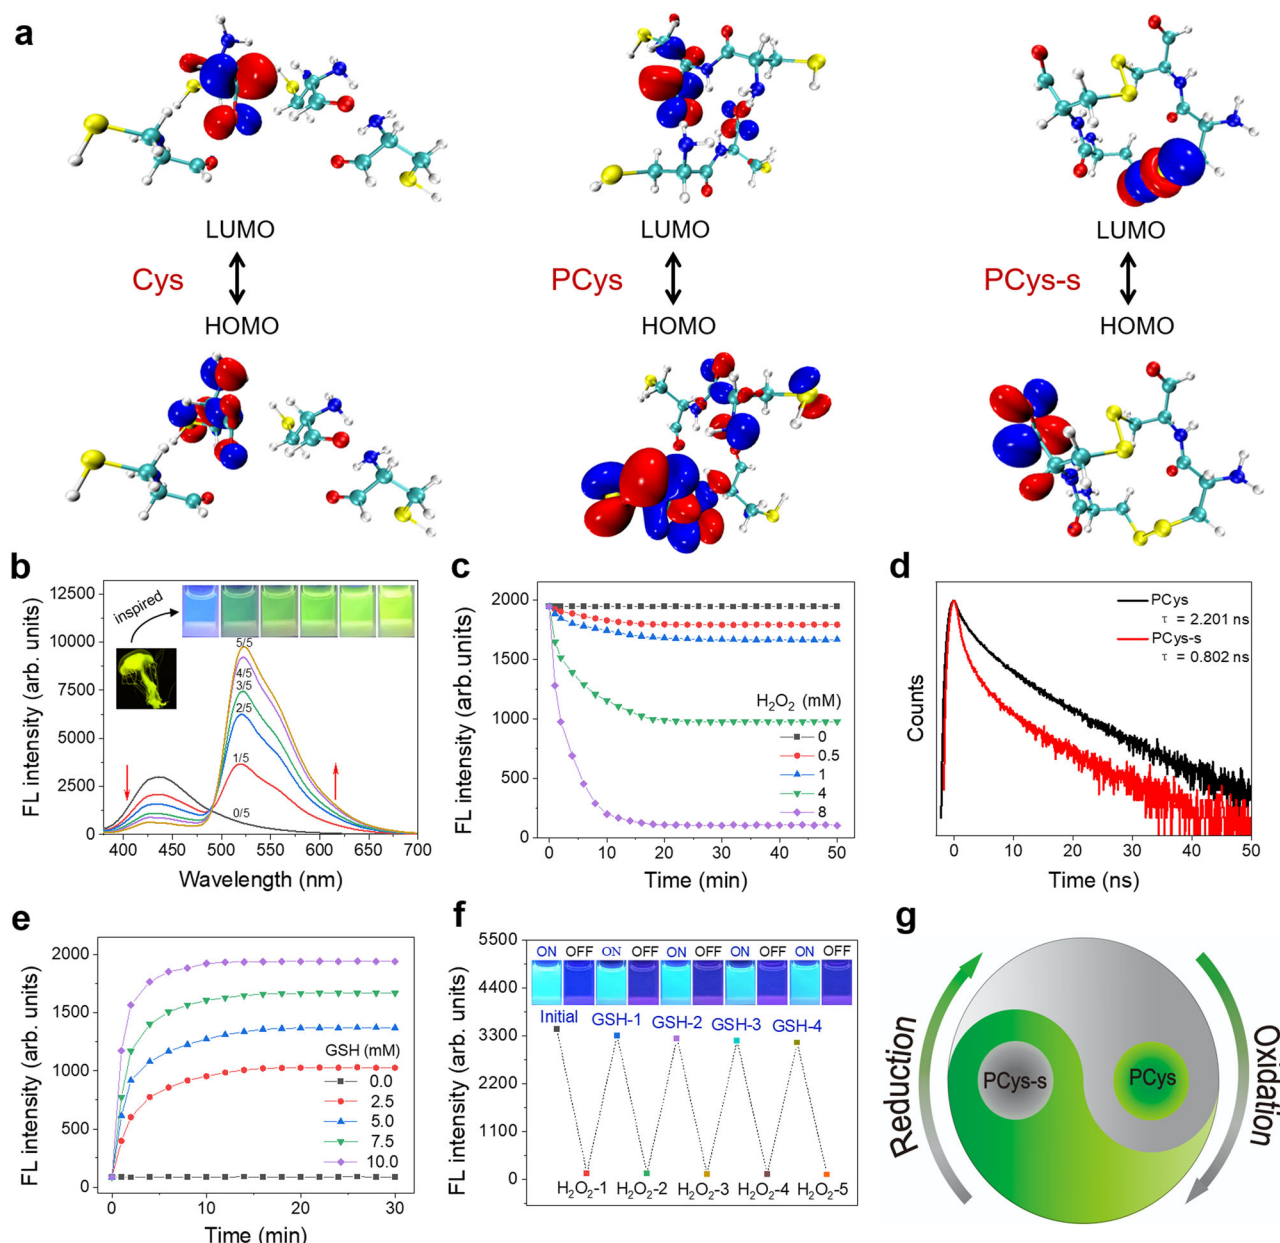 a
LUMO
LUMO
LUMO
Cys
PCys
PCys-s
HOMO
HOMO
HOMO
b
c
d
FL intensity (arb. units)
12500
10000
7500
5000
2500
0
inspired
5/5
4/5
3/5
2/5
1/5
0/5
400 450 500 550 600 650 700
Wavelength (nm)
FL intensity (arb.units)
2000
1500
1000
500
0
H₂O₂ (mM)
0
0.5
1
4
8
0 10 20 30 40 50
Time (min)
Counts
PCys
τ = 2.201 ns
PCys-s
τ = 0.802 ns
0 10 20 30 40 50
Time (ns)
e
f
g
FL intensity (arb. units)
2000
1500
1000
500
0
GSH (mM)
0.0
2.5
5.0
7.5
10.0
0 10 20 30
Time (min)
FL intensity (arb. units)
5500
4400
3300
2200
1100
0
ON OFF ON OFF ON OFF ON OFF ON OFF
Initial GSH-1 GSH-2 GSH-3 GSH-4
H₂O₂-1 H₂O₂-2 H₂O₂-3 H₂O₂-4 H₂O₂-5
Reduction
PCys-s
PCys
Oxidation